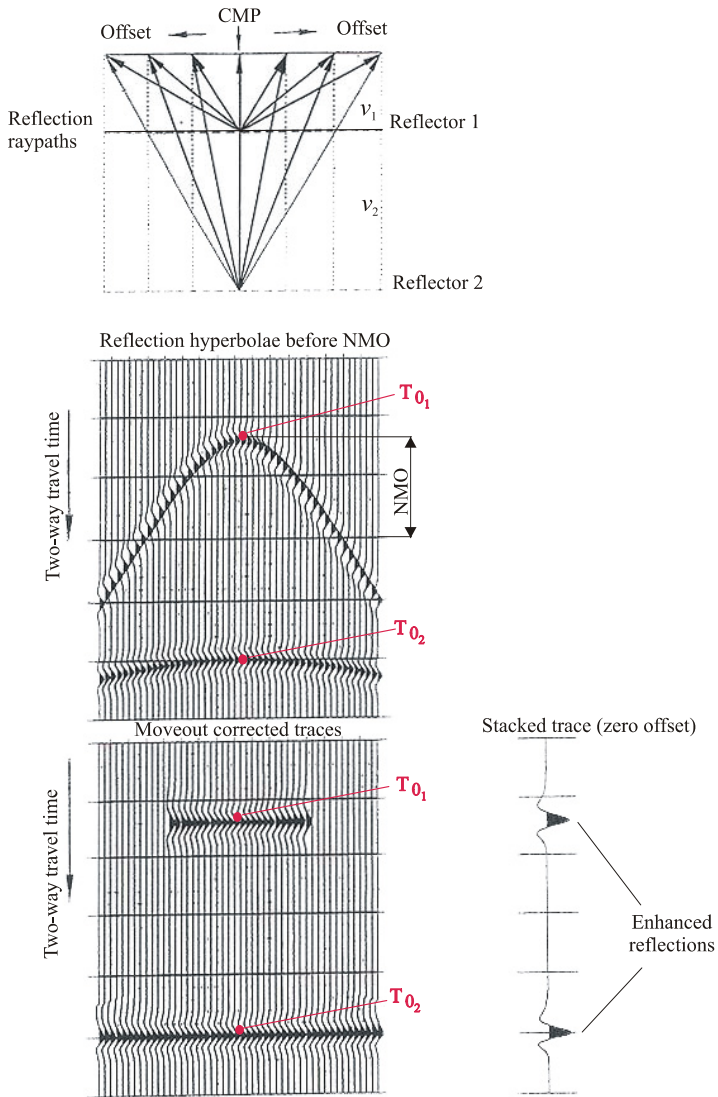 CMP
Offset
Offset
Reflection
raypaths
v1
Reflector 1
v2
Reflector 2
Reflection hyperbolae before NMO
T01
Two-way travel time
NMO
T02
Moveout corrected traces
Stacked trace (zero offset)
T01
Two-way travel time
Enhanced
reflections
T02